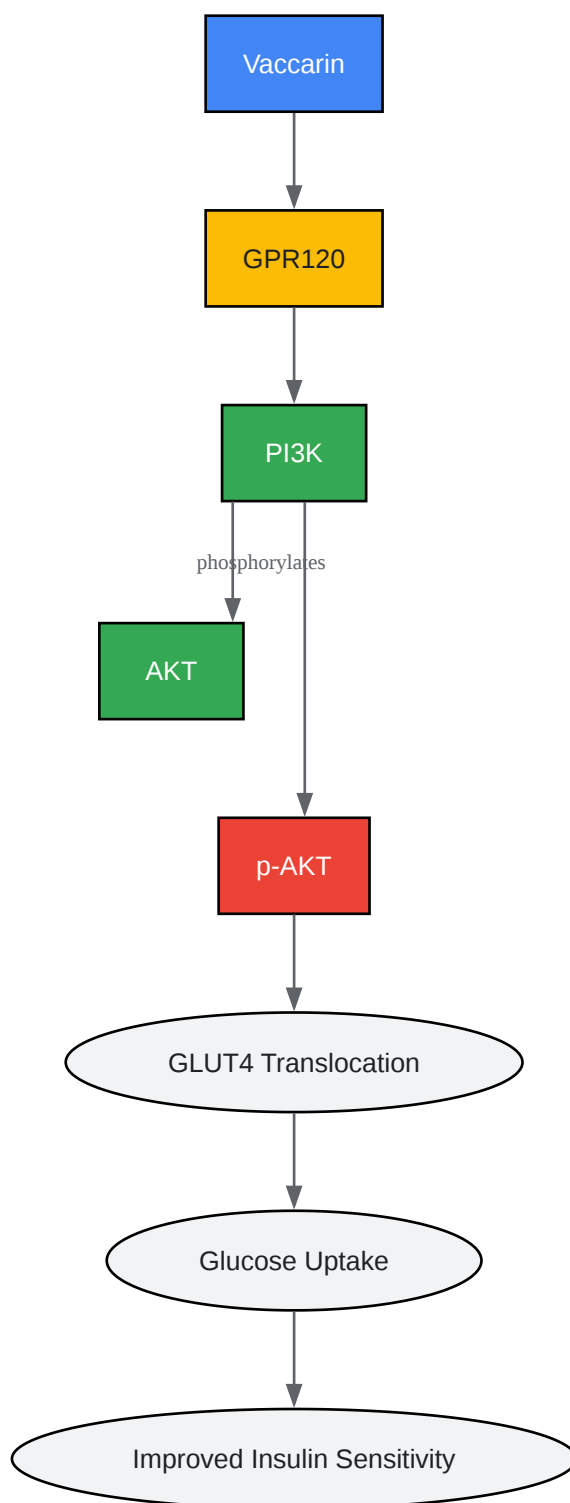 Vaccarin
GPR120
PI3K
phosphorylates
AKT
p-AKT
GLUT4 Translocation
Glucose Uptake
Improved Insulin Sensitivity